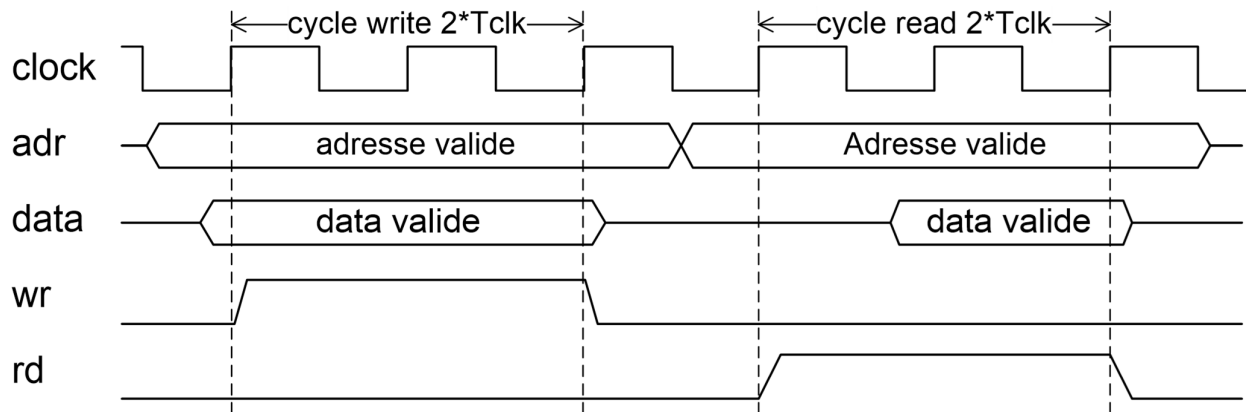 cycle write 2*Tclk
cycle read 2*Tclk
clock
adr
adresse valide
Adresse valide
data
data valide
data valide
wr
rd